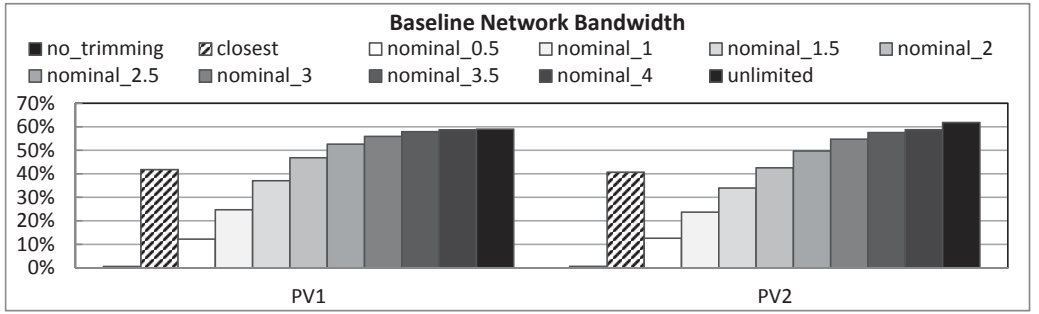 Baseline Network Bandwidth
no_trimming closest nominal_0.5 nominal_1 nominal_1.5 nominal_2
nominal_2.5 nominal_3 nominal_3.5 nominal_4 unlimited
70%
60%
50%
40%
30%
20%
10%
0%
PV1 PV2